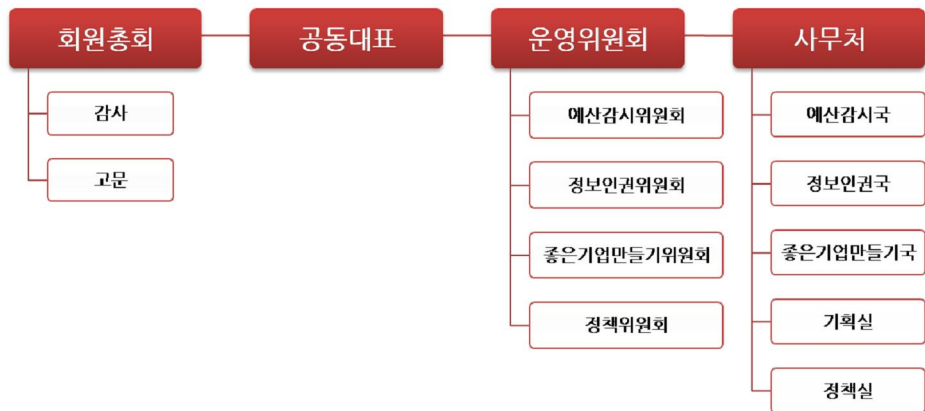 회원총회
공동대표
운영위원회
사무처
감사
고문
예산감시위원회
정보인권위원회
좋은기업만들기위원회
정책위원회
예산감시국
정보인권국
좋은기업만들기국
기획실
정책실